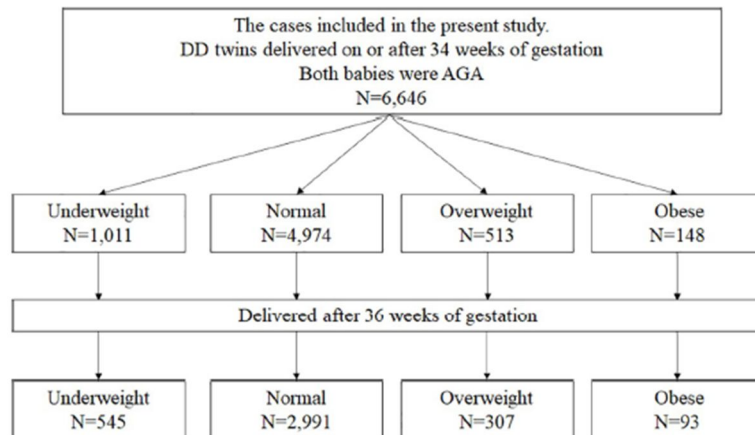 The cases included in the present study.
DD twins delivered on or after 34 weeks of gestation
Both babies were AGA
N=6,646
Underweight
N=1,011
Normal
N=4,974
Overweight
N=513
Obese
N=148
Delivered after 36 weeks of gestation
Underweight
N=545
Normal
N=2,991
Overweight
N=307
Obese
N=93